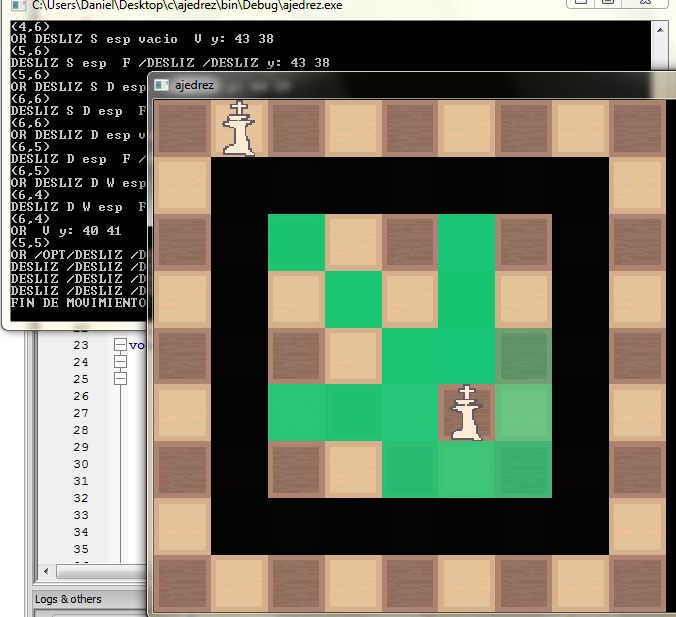 C:\Users\Daniel\Desktop\c\ajedrez\bin\Debug\ajedrez.exe
(4,6)
OR DESLIZ S esp vacio V y: 43 38
(5,6)
DESLIZ S esp F /DESLIZ /DESLIZ y: 43 38
(5,6)
OR DESLIZ S D esp
(6,6)
DESLIZ S D esp F
(6,6)
OR DESLIZ D esp
(6,5)
DESLIZ D esp F /
(6,5)
OR DESLIZ D W esp
(6,4)
DESLIZ D W esp F
(6,4)
OR V y: 40 41
(5,5)
OR /OPT/DESLIZ /D
DESLIZ /DESLIZ /D
DESLIZ /DESLIZ /D
DESLIZ /DESLIZ /D
FIN DE MOVIMIENTO
ajedrez
23 vo
24
25
26
27
28
29
30
31
32
33
34
35
Logs & others